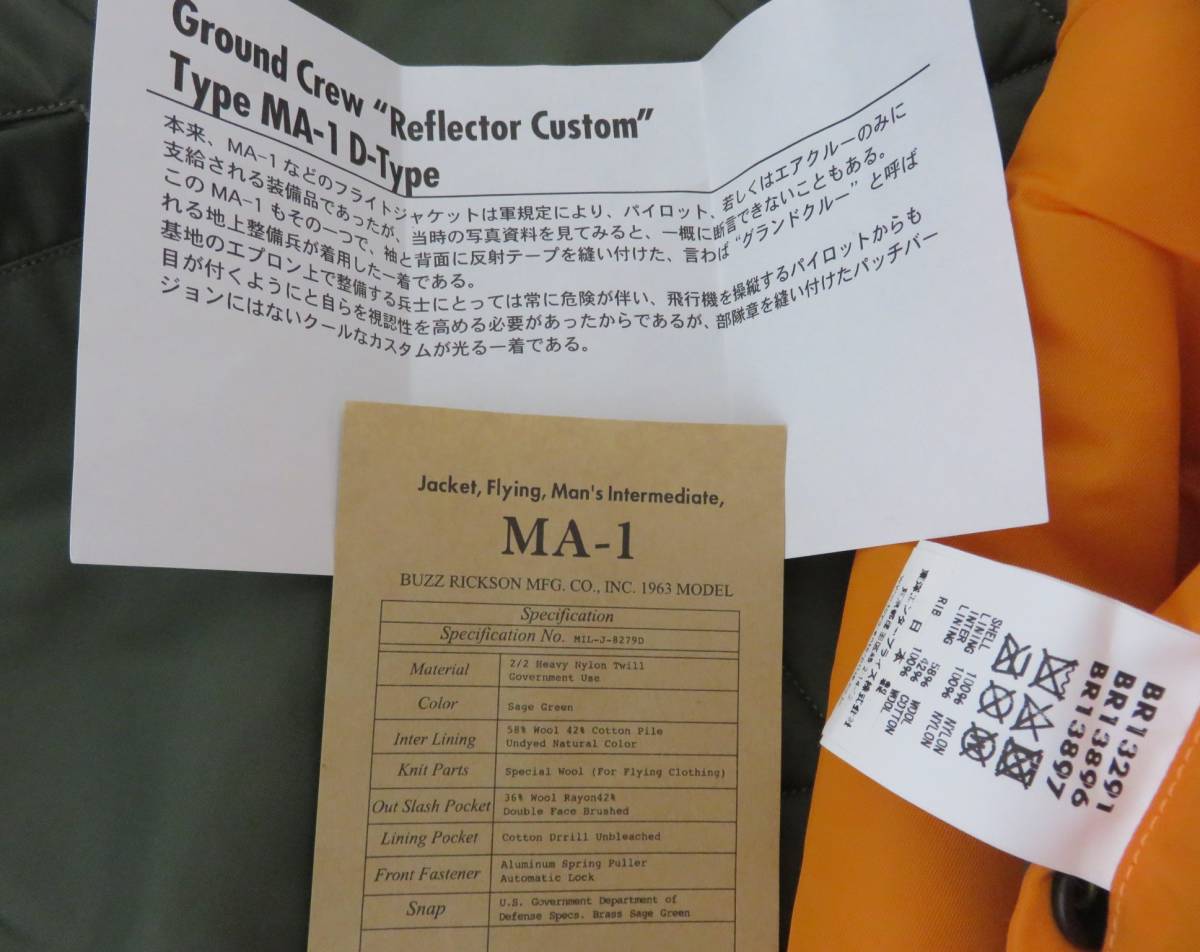 Ground Crew “Reflector Custom”
Type MA-1 D-Type
本来、MA-1などのフライトジャケットは軍規定により、パイロット、若しくはエアクルーのみに
支給される装備品であったが、当時の写真資料を見てみると、一概に断言できないこともある。
このMA-1もその一つで、袖と背面に反射テープを縫い付けた、言わば“グランドクルー”と呼ば
れる地上整備兵が着用した一着である。
基地のエプロン上で整備する兵士にとっては常に危険が伴い、飛行機を操縦するパイロットからも
目が付くようにと自らを視認性を高める必要があったからであるが、部隊章を縫い付けたパッチバー
ジョンにはないクールなカスタムが光る一着である。
Jacket, Flying, Man's Intermediate,
MA-1
BUZZ RICKSON MFG. CO., INC. 1963 MODEL
Specification
Specification No. MIL-J-8279D
Material 2/2 Heavy Nylon Twill
Government Use
Color Sage Green
Inter Lining 58% Wool 42% Cotton Pile
Undyed Natural Color
Knit Parts Special Wool (For Flying Clothing)
Out Slash Pocket 36% Wool Rayon42%
Double Face Brushed
Lining Pocket Cotton Drrill Unbleached
Front Fastener Aluminum Spring Puller
Automatic Lock
Snap U.S. Government Department of
Defense Specs. Brass Sage Green
BR13291
BR13896
BR13897
SHELL 100% NYLON
LINING 100% NYLON
INTER LINING 58% WOOL
42% COTTON
RIB 100% WOOL
日本製